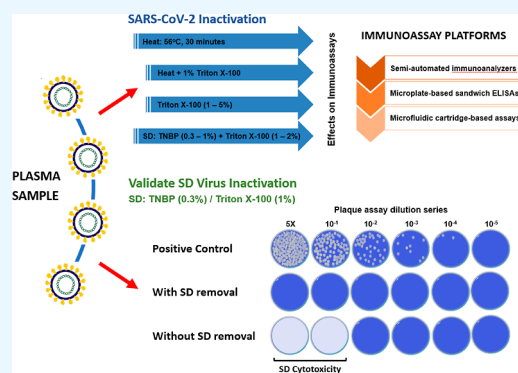 SARS-CoV-2 Inactivation
Heat: 56°C, 30 minutes
Heat + 1% Triton X-100
Triton X-100 (1 – 5%)
SD: TNBP (0.3 – 1%) + Triton X-100 (1 – 2%)
Effects on Immunoassays
IMMUNOASSAY PLATFORMS
Semi-automated immunoanalyzers
Microplate-based sandwich ELISAs
Microfluidic cartridge-based assays
PLASMA
SAMPLE
Validate SD Virus Inactivation
SD: TNBP (0.3%) / Triton X-100 (1%)
Plaque assay dilution series
5X 10⁻¹ 10⁻² 10⁻³ 10⁻⁴ 10⁻⁵
Positive Control
With SD removal
Without SD removal
SD Cytotoxicity